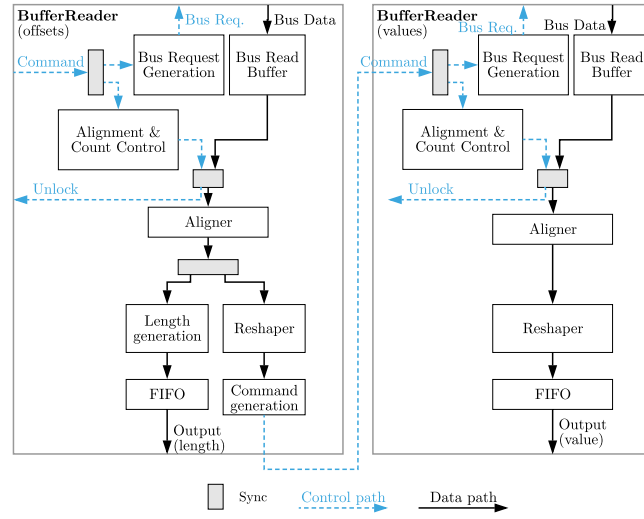 BufferReader
(offsets)
Bus Req.
Bus Data
Command
Bus Request
Generation
Bus Read
Buffer
Alignment &
Count Control
Unlock
Aligner
Length
generation
Reshaper
FIFO
Command
generation
Output
(length)
BufferReader
(values)
Bus Req.
Bus Data
Command
Bus Request
Generation
Bus Read
Buffer
Alignment &
Count Control
Unlock
Aligner
Reshaper
FIFO
Output
(value)
Sync
Control path
Data path